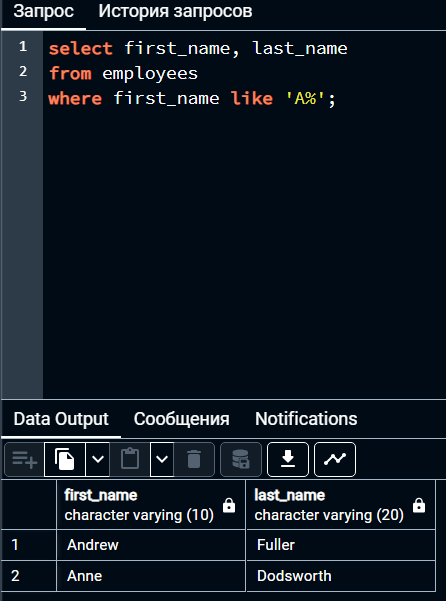 Запрос История запросов
1 select first_name, last_name
2 from employees
3 where first_name like 'A%';
Data Output Сообщения Notifications
first_name last_name
character varying (10) character varying (20)
1 Andrew Fuller
2 Anne Dodsworth